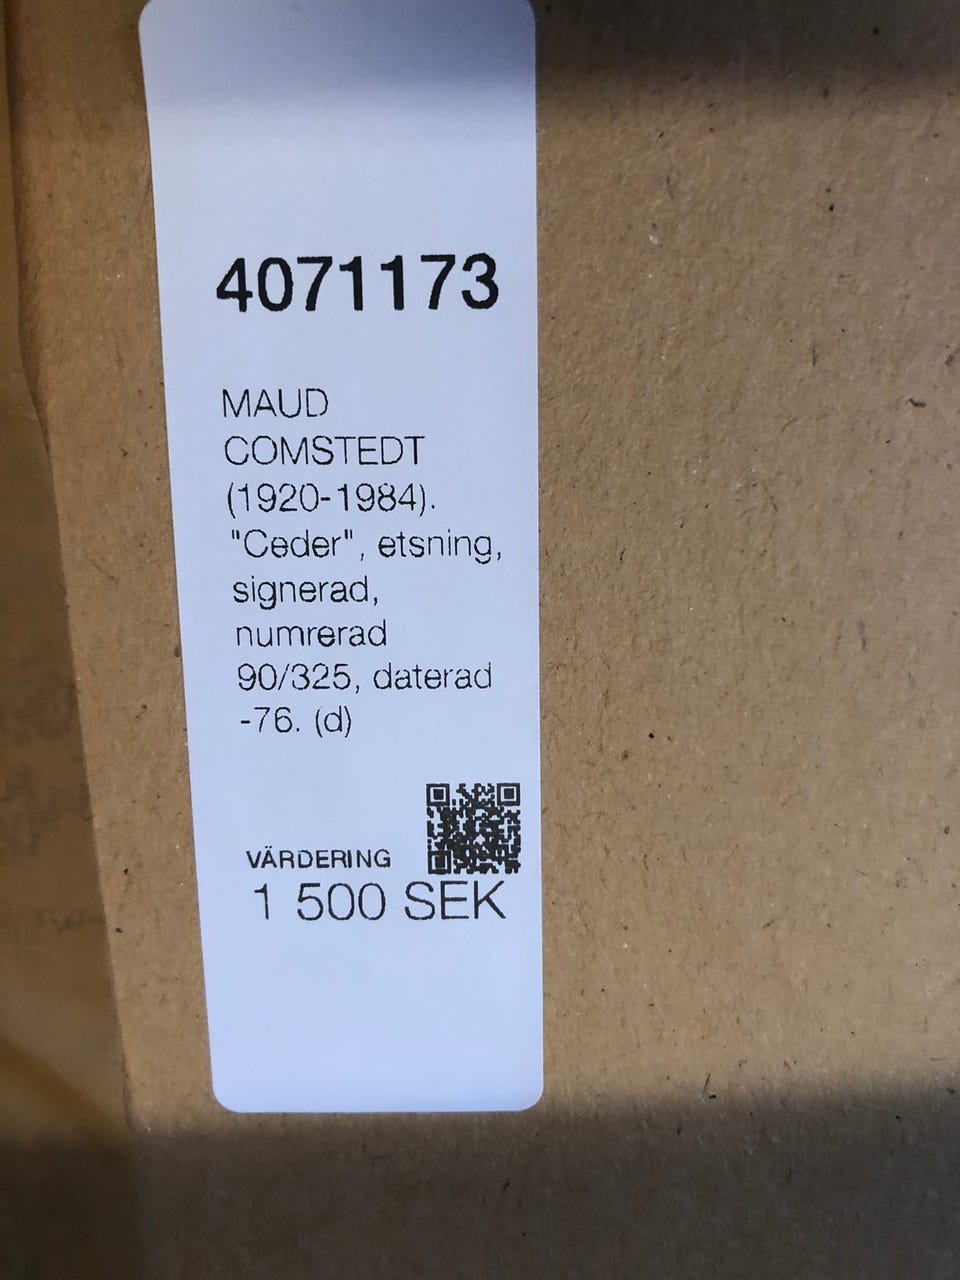 4071173
MAUD
COMSTEDT
(1920-1984).
"Ceder", etsning,
signerad,
numrerad
90/325, daterad
-76. (d)
VÄRDERING
1 500 SEK